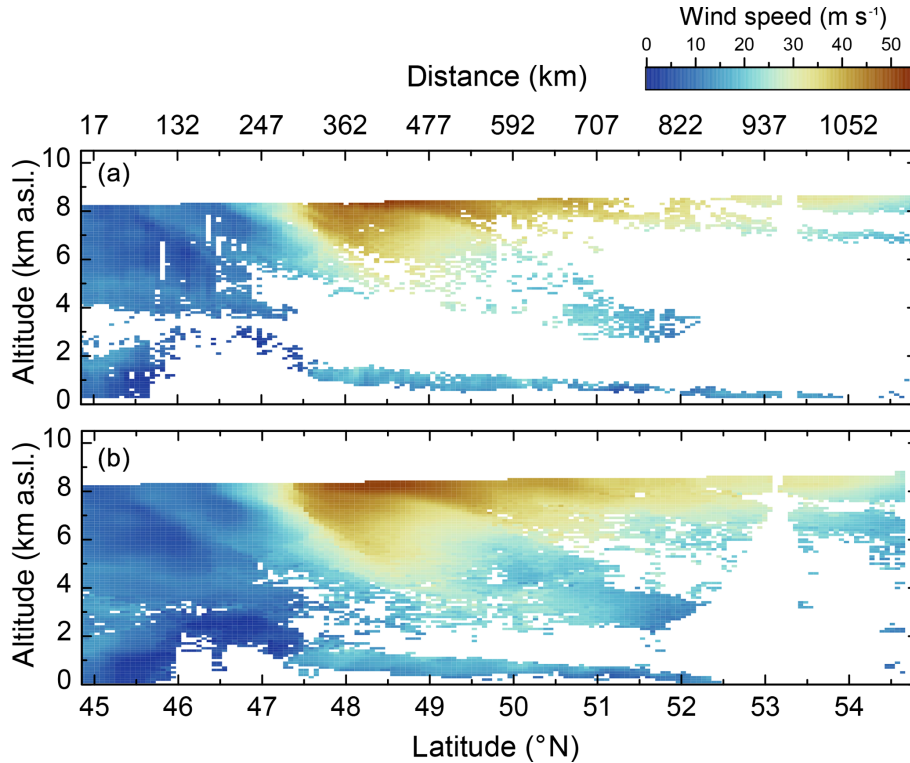 Wind speed (m s⁻¹)
0 10 20 30 40 50
Distance (km)
17 132 247 362 477 592 707 822 937 1052
(a)
10
8
6
4
2
0
Altitude (km a.s.l.)
(b)
10
8
6
4
2
0
Altitude (km a.s.l.)
45 46 47 48 49 50 51 52 53 54
Latitude (°N)